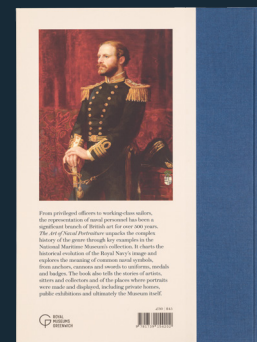 From privileged officers to working-class sailors,
the representation of naval personnel has been a
significant branch of British art for over 500 years.
The Art of Naval Portraiture unpacks the complex
history of the genre through key examples in the
National Maritime Museum's collection. It charts the
historical evolution of the Royal Navy's image and
explores the meaning of common naval symbols,
from anchors, cannons and swords to uniforms, medals
and badges. The book also tells the stories of artists,
sitters and collectors and of the places where portraits
were made and displayed, including private homes,
public exhibitions and ultimately the Museum itself.
ROYAL
MUSEUMS
GREENWICH